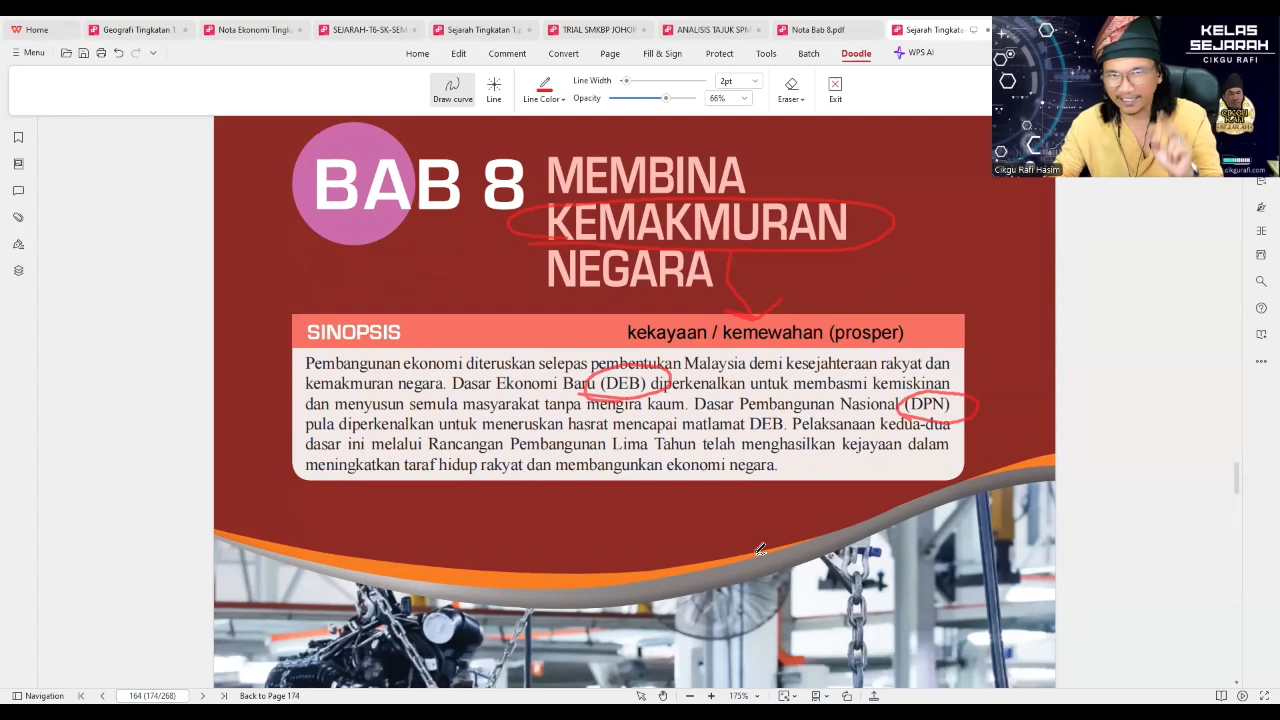 Home
Geografi Tingkatan 1.
Nota Ekonomi Tingk
SEJARAH-T6-SK-SEM
Sejarah Tingkatan 1.p
TRIAL SMKBP JOHOR
ANALISIS TAJUK SPM
Nota Bab 8.pdf
Sejarah Tingkata
Menu
Home Edit Comment Convert Page Fill & Sign Protect Tools Batch Doodle WPS AI
Draw curve
Line
Line Color
Line Width 2pt
Opacity 66%
Eraser
Exit
KELAS
SEJARAH
CIKGU RAFI
CIKGU
RAFI
SEJARAH
.cikgurafi.com
Cikgu Rafi Hasim
BAB 8
MEMBINA
KEMAKMURAN
NEGARA
SINOPSIS
kekayaan / kemewahan (prosper)
Pembangunan ekonomi diteruskan selepas pembentukan Malaysia demi kesejahteraan rakyat dan
kemakmuran negara. Dasar Ekonomi Baru (DEB) diperkenalkan untuk membasmi kemiskinan
dan menyusun semula masyarakat tanpa mengira kaum. Dasar Pembangunan Nasional (DPN)
pula diperkenalkan untuk meneruskan hasrat mencapai matlamat DEB. Pelaksanaan kedua-dua
dasar ini melalui Rancangan Pembangunan Lima Tahun telah menghasilkan kejayaan dalam
meningkatkan taraf hidup rakyat dan membangunkan ekonomi negara.
Navigation
164 (174/268)
Back to Page 174
175%